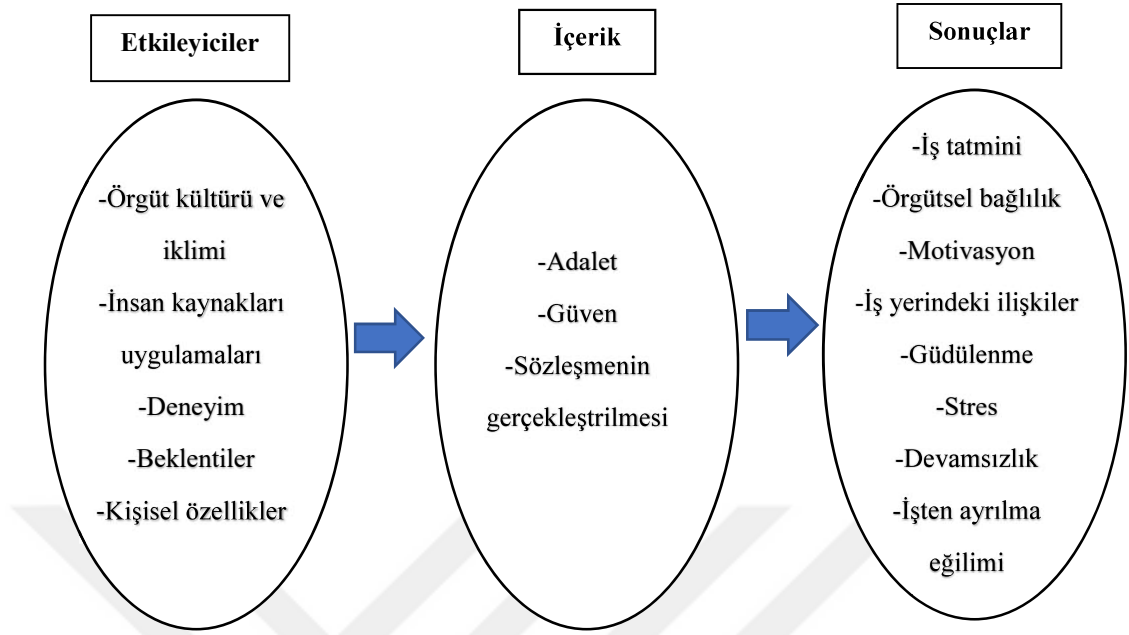 Etkileyiciler
-Örgüt kültürü ve
iklimi
-İnsan kaynakları
uygulamaları
-Deneyim
-Beklentiler
-Kişisel özellikler
İçerik
-Adalet
-Güven
-Sözleşmenin
gerçekleştrilmesi
Sonuçlar
-İş tatmini
-Örgütsel bağlılık
-Motivasyon
-İş yerindeki ilişkiler
-Güdülenme
-Stres
-Devamsızlık
-İşten ayrılma
eğilimi